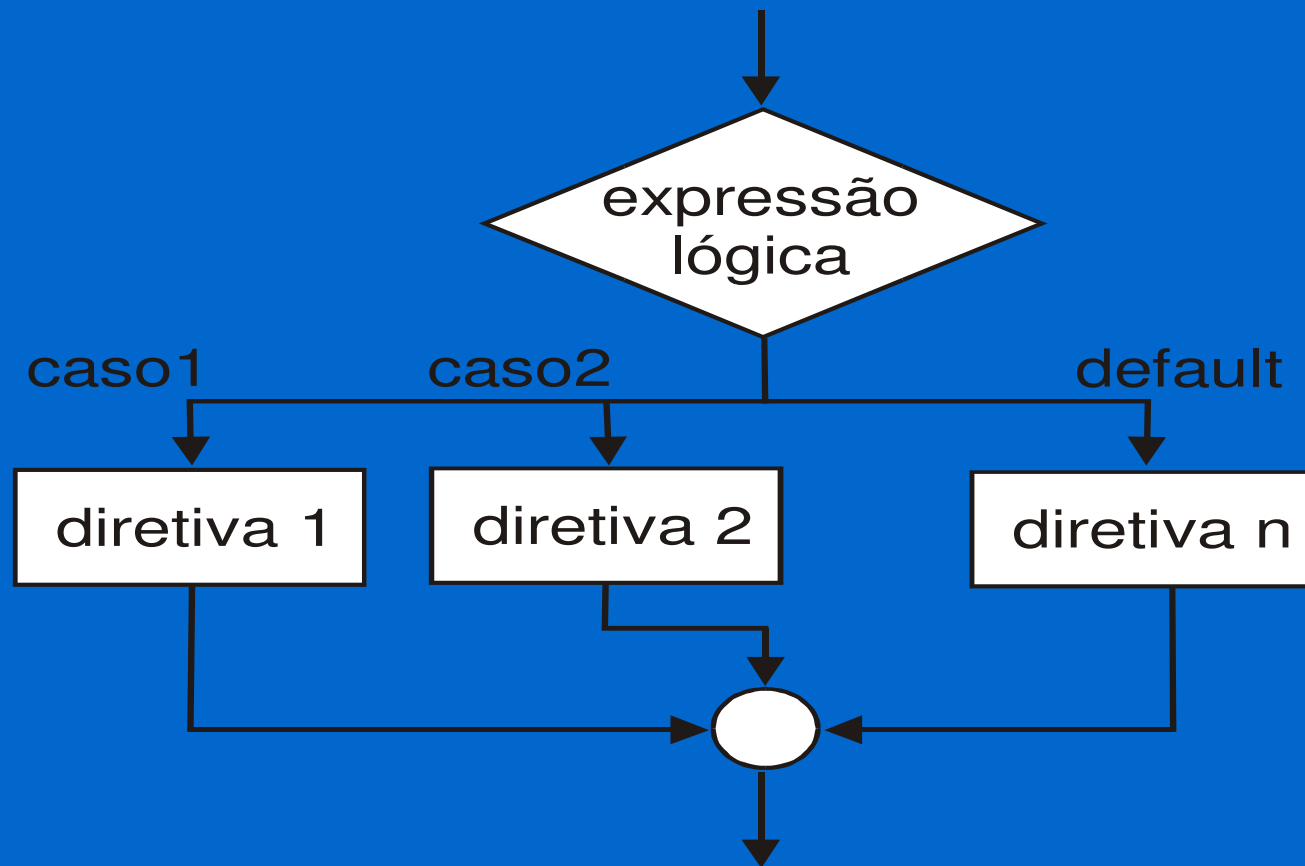 expressão
lógica
caso1
caso2
default
diretiva 1
diretiva 2
diretiva n